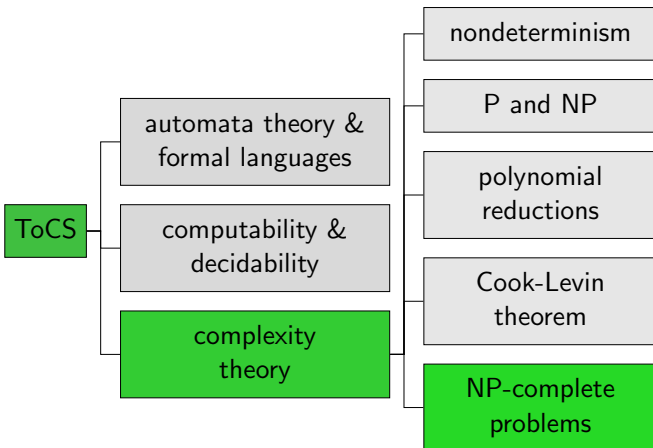 ToCS
automata theory &
formal languages
computability &
decidability
complexity
theory
nondeterminism
P and NP
polynomial
reductions
Cook-Levin
theorem
NP-complete
problems